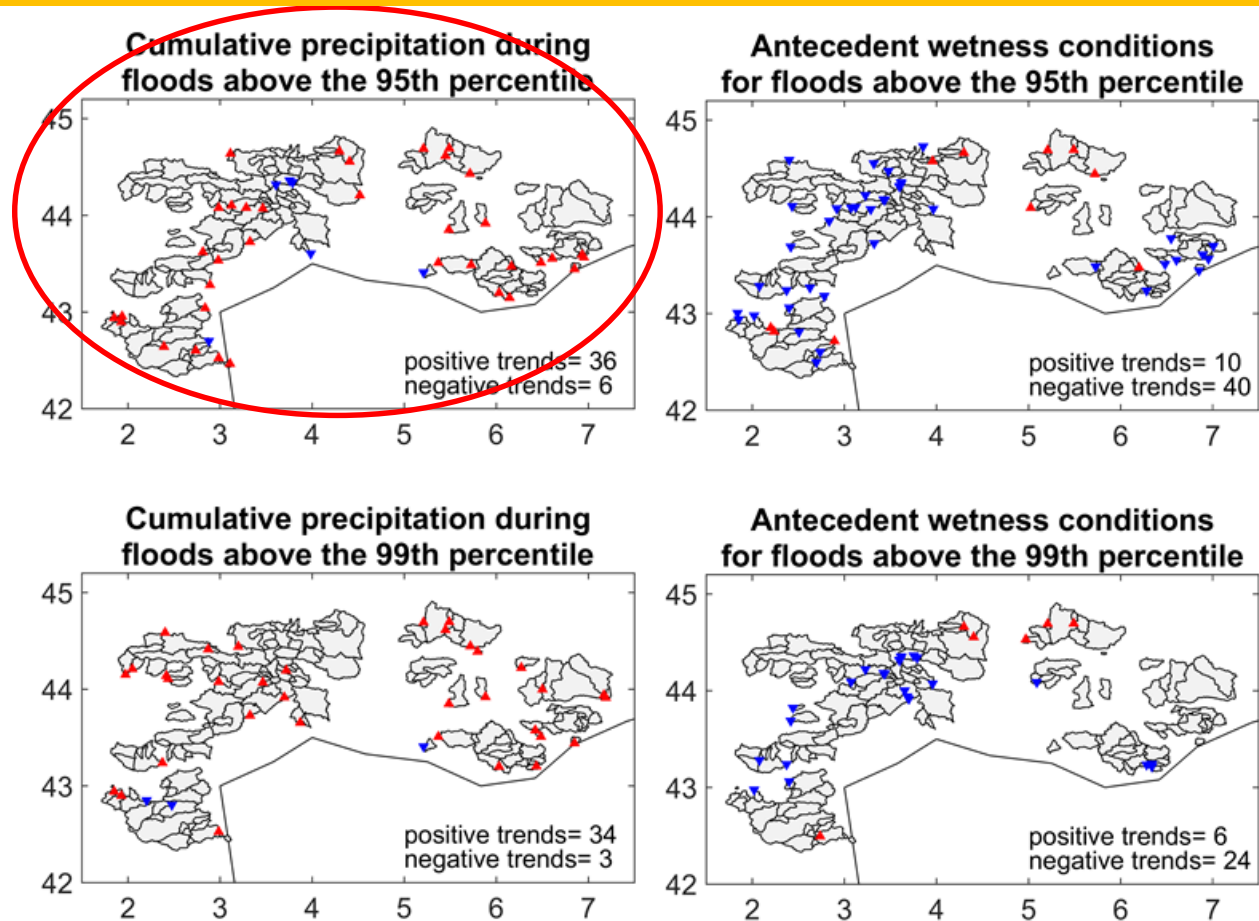 Cumulative precipitation during
floods above the 95th percentile
45
44
43
42
2 3 4 5 6 7
positive trends= 36
negative trends= 6
Antecedent wetness conditions
for floods above the 95th percentile
45
44
43
42
2 3 4 5 6 7
positive trends= 10
negative trends= 40
Cumulative precipitation during
floods above the 99th percentile
45
44
43
42
2 3 4 5 6 7
positive trends= 34
negative trends= 3
Antecedent wetness conditions
for floods above the 99th percentile
45
44
43
42
2 3 4 5 6 7
positive trends= 6
negative trends= 24